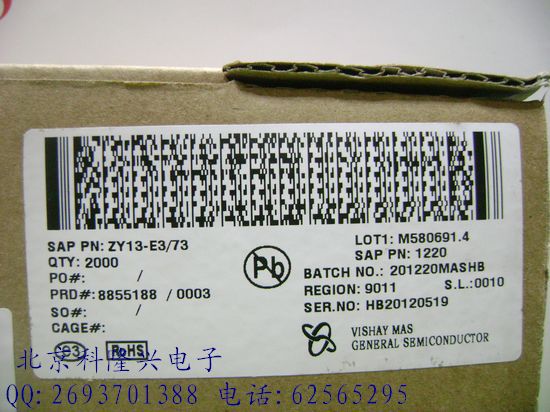 SAP PN: ZY13-E3/73
QTY: 2000
PO#: /
PRD#: 8855188 / 0003
SO#: /
CAGE#:
e3 RoHS
Pb
LOT1: M580691.4
SAP PN: 1220
BATCH NO.: 201220MASHB
REGION: 9011 S.L.:0010
SER.NO: HB20120519
VISHAY MAS
GENERAL SEMICONDUCTOR
北京科隆兴电子
QQ:2693701388 电话:62565295